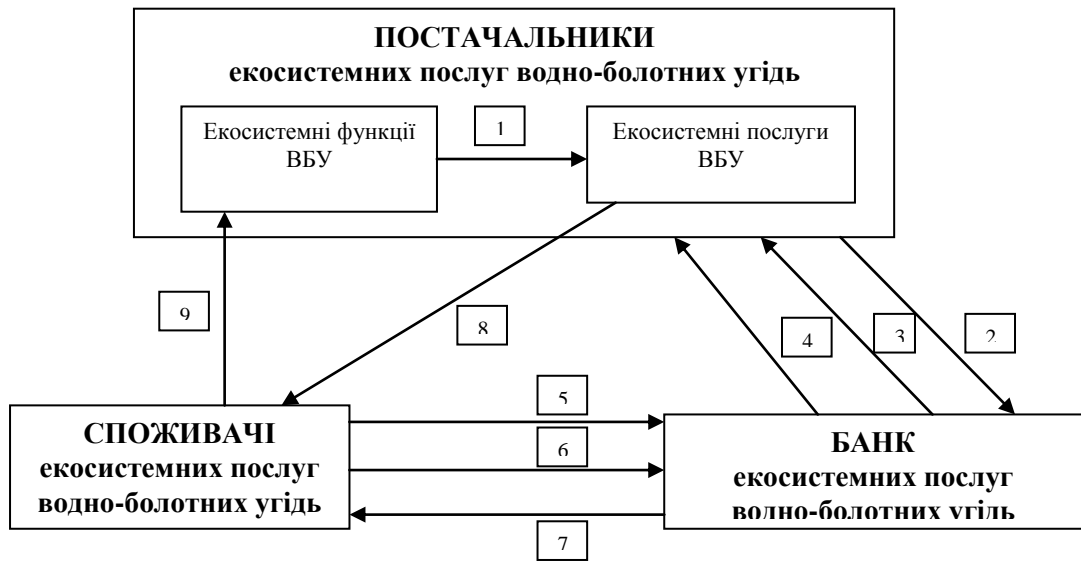 ПОСТАЧАЛЬНИКИ
екосистемних послуг водно-болотних угідь
Екосистемні функції
ВБУ
1
Екосистемні послуги
ВБУ
9
8
4
3
2
5
6
7
СПОЖИВАЧІ
екосистемних послуг
водно-болотних угідь
БАНК
екосистемних послуг
водно-болотних угідь